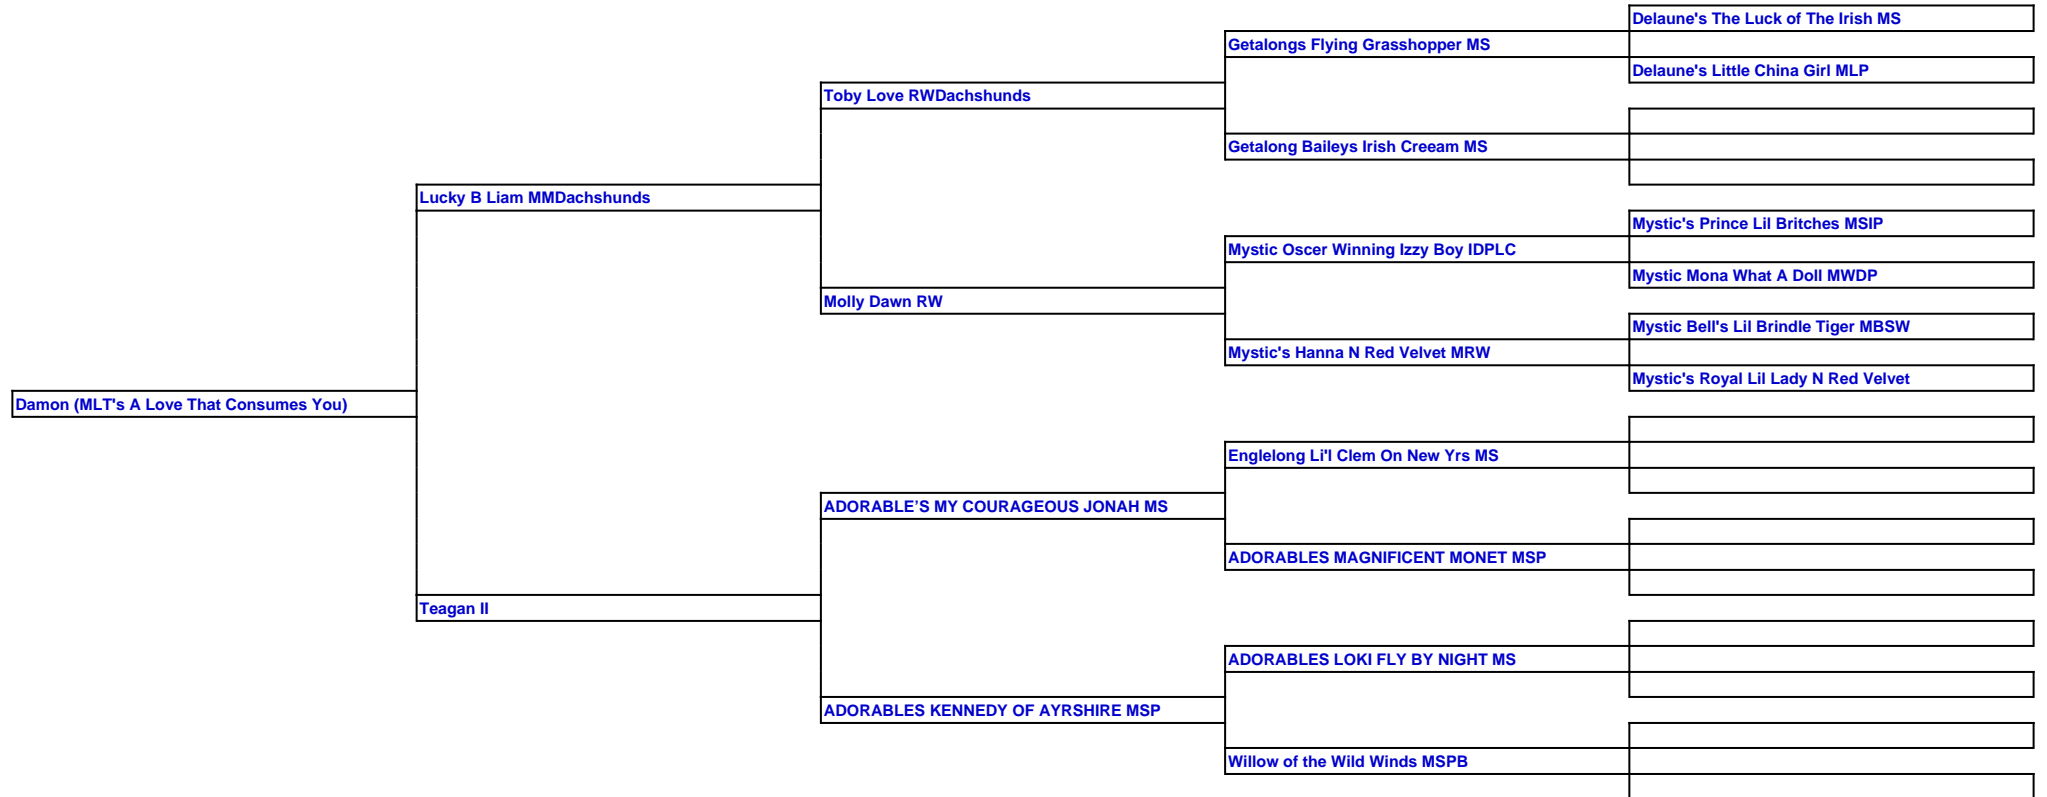 Delaune's The Luck of The Irish MS
Getalongs Flying Grasshopper MS
Delaune's Little China Girl MLP
Toby Love RWDachshunds
Getalong Baileys Irish Creeam MS
Lucky B Liam MMDachshunds
Mystic's Prince Lil Britches MSIP
Mystic Oscer Winning Izzy Boy IDPLC
Mystic Mona What A Doll MWDP
Molly Dawn RW
Mystic Bell's Lil Brindle Tiger MBSW
Mystic's Hanna N Red Velvet MRW
Mystic's Royal Lil Lady N Red Velvet
Damon (MLT's A Love That Consumes You)
Englelong Li'l Clem On New Yrs MS
ADORABLE’S MY COURAGEOUS JONAH MS
ADORABLES MAGNIFICENT MONET MSP
Teagan II
ADORABLES LOKI FLY BY NIGHT MS
ADORABLES KENNEDY OF AYRSHIRE MSP
Willow of the Wild Winds MSPB